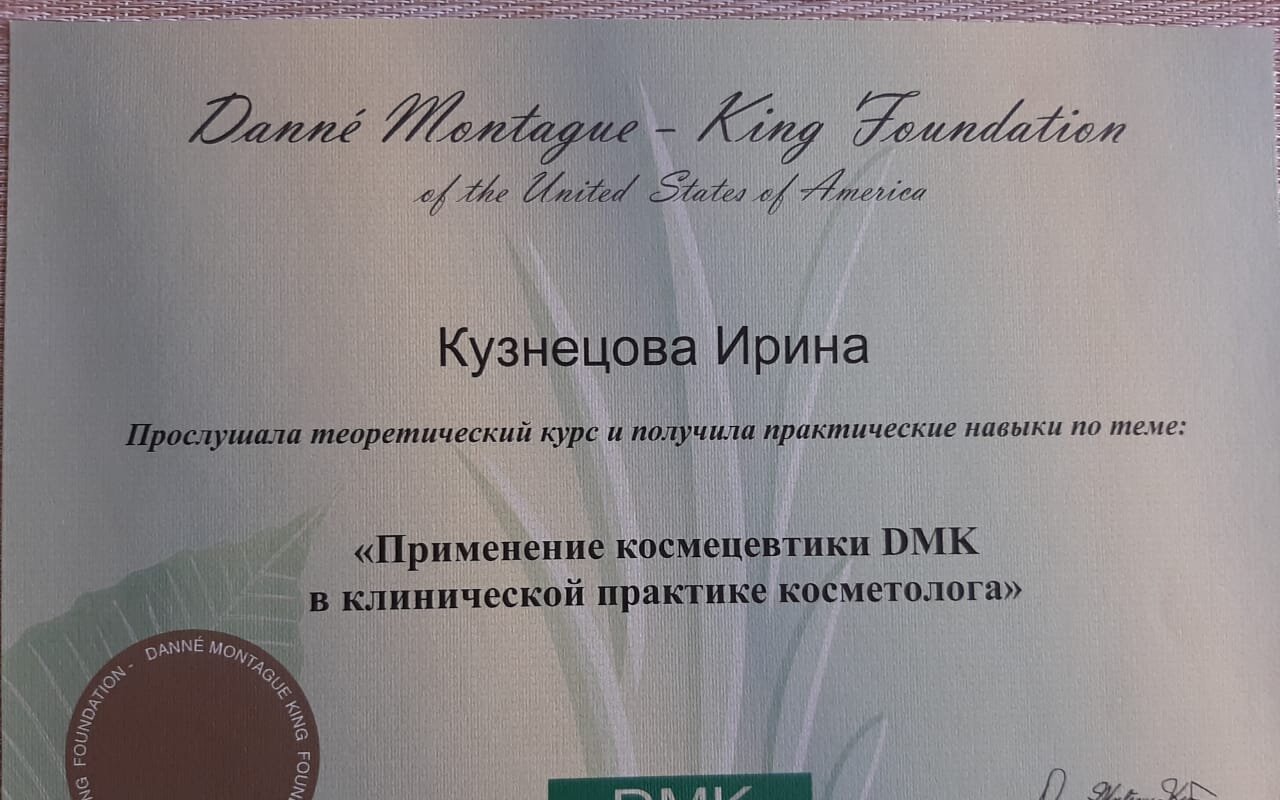 Danné Montague - King Foundation
of the United States of America
Кузнецова Ирина
Прослушала теоретический курс и получила практические навыки по теме:
«Применение космецевтики DMK
в клинической практике косметолога»
FOUNDATION - DANNÉ MONTAGUE KING
DMK